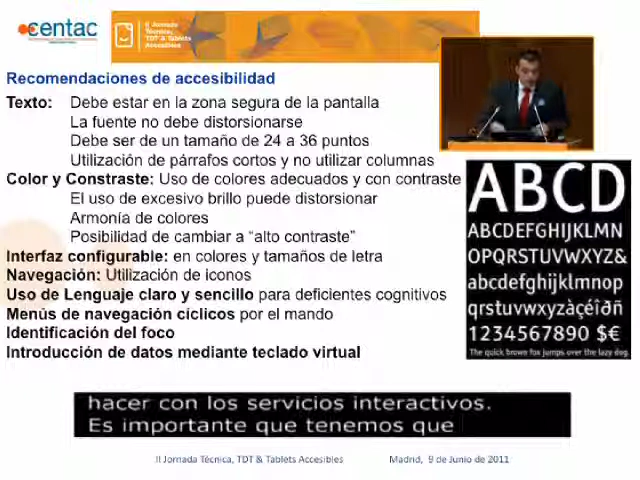 centac
II Jornada
Técnica,
TDT & Tablets
Accesibles
Recomendaciones de accesibilidad
Texto: Debe estar en la zona segura de la pantalla
La fuente no debe distorsionarse
Debe ser de un tamaño de 24 a 36 puntos
Utilización de párrafos cortos y no utilizar columnas
Color y Constraste: Uso de colores adecuados y con contraste
El uso de excesivo brillo puede distorsionar
Armonía de colores
Posibilidad de cambiar a “alto contraste”
Interfaz configurable: en colores y tamaños de letra
Navegación: Utilización de iconos
Uso de Lenguaje claro y sencillo para deficientes cognitivos
Menús de navegación cíclicos por el mando
Identificación del foco
Introducción de datos mediante teclado virtual
ABCD
ABCDEFGHIJKLMN
OPQRSTUVWXYZ&
abcdefghijklmnop
qrstuvwxyzàçéîðñ
1234567890 $€
The quick brown fox jumps over the lazy dog.
hacer con los servicios interactivos.
Es importante que tenemos que
II Jornada Técnica, TDT & Tablets Accesibles Madrid, 9 de Junio de 2011